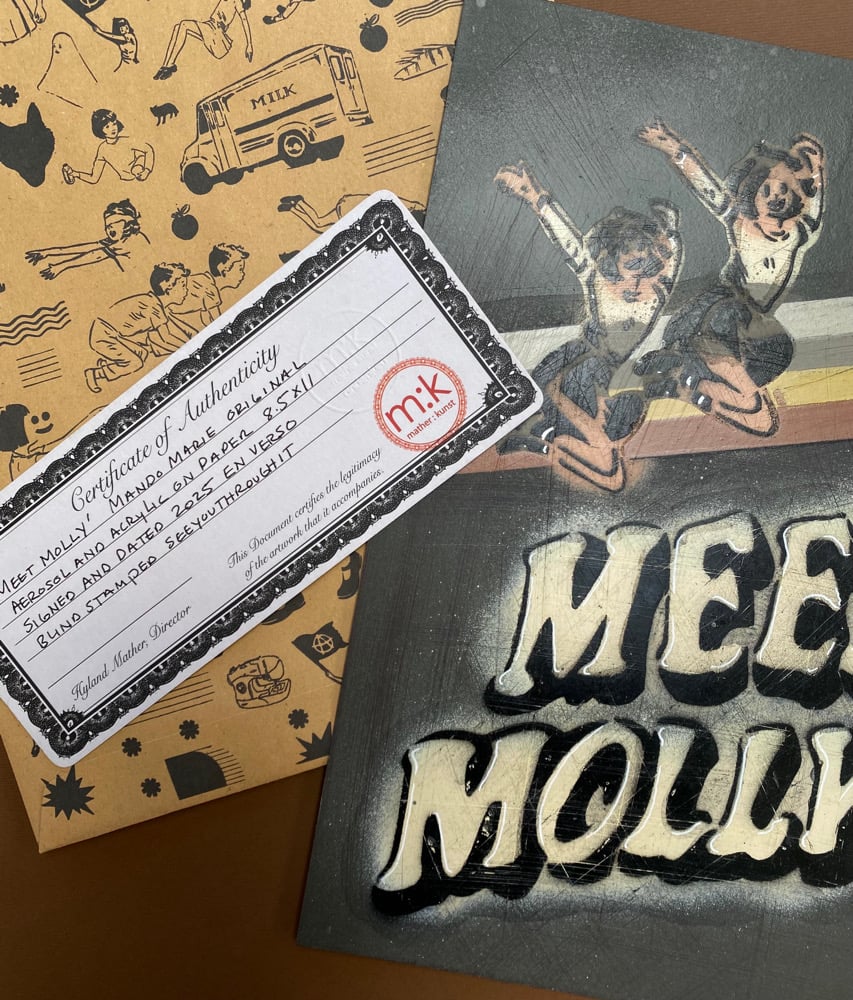 MILK
m:k
Certificate of Authenticity
MEET MOLLY' MANDO MARIE ORIGINAL
AEROSOL AND ACRYLIC ON PAPER 8.5X11
SIGNED AND DATED 2025 EN VERSO
BLIND STAMPED SEEYOUTHROUGHIT
m:k
mather:kunst
This Document certifies the legitimacy
of the artwork that it accompanies.
Hyland Mather, Director
MEE
MOLLY